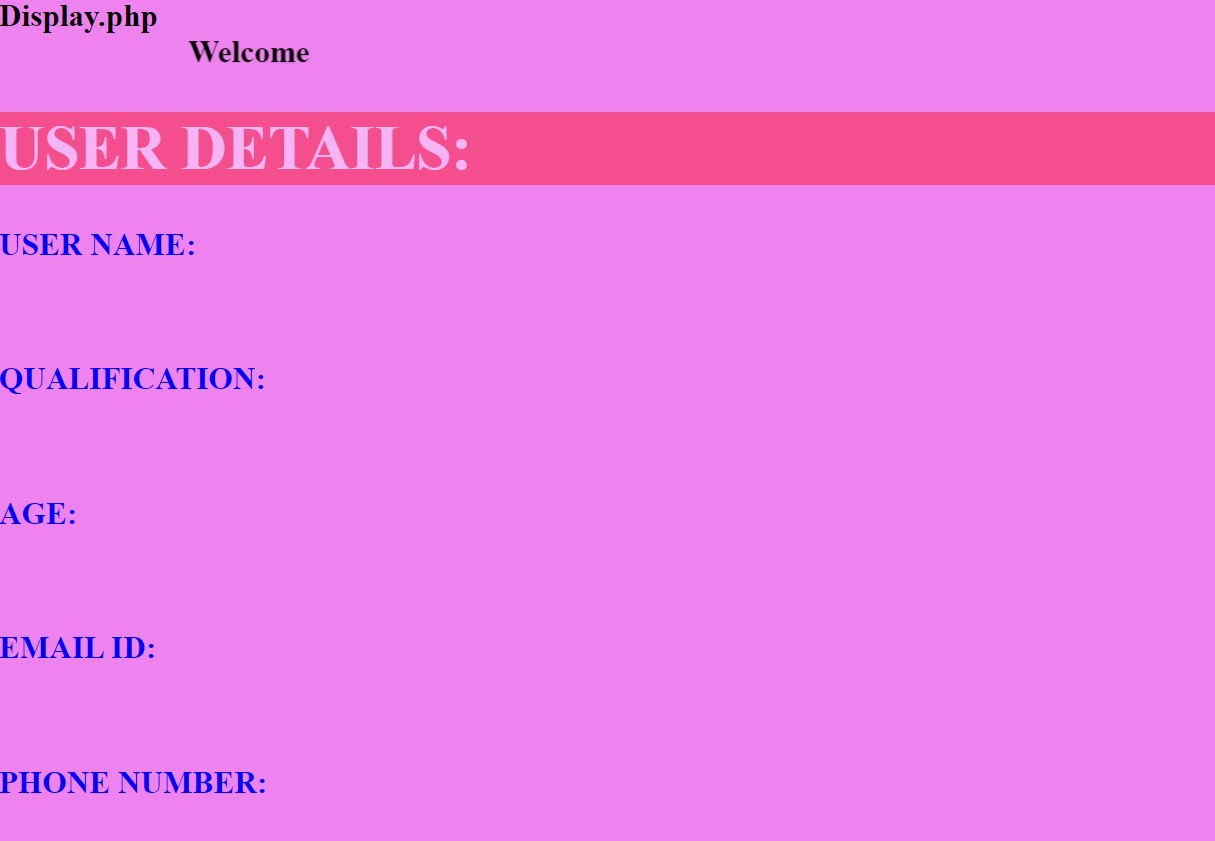 Display.php
Welcome
USER DETAILS:
USER NAME:
QUALIFICATION:
AGE:
EMAIL ID:
PHONE NUMBER: